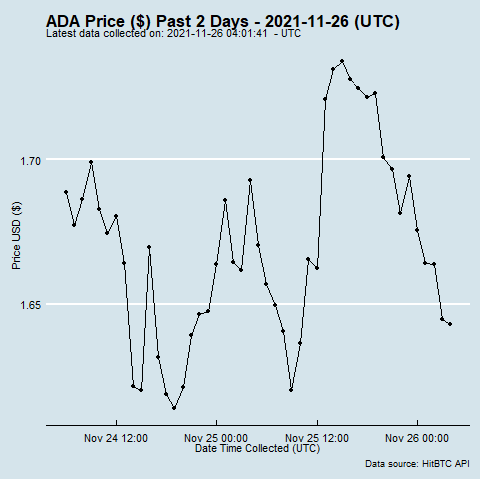 ADA Price ($) Past 2 Days - 2021-11-26 (UTC)
Latest data collected on: 2021-11-26 04:01:41 - UTC
1.70
Price USD ($)
1.65
Nov 24 12:00 Nov 25 00:00 Nov 25 12:00 Nov 26 00:00
Date Time Collected (UTC)
Data source: HitBTC API